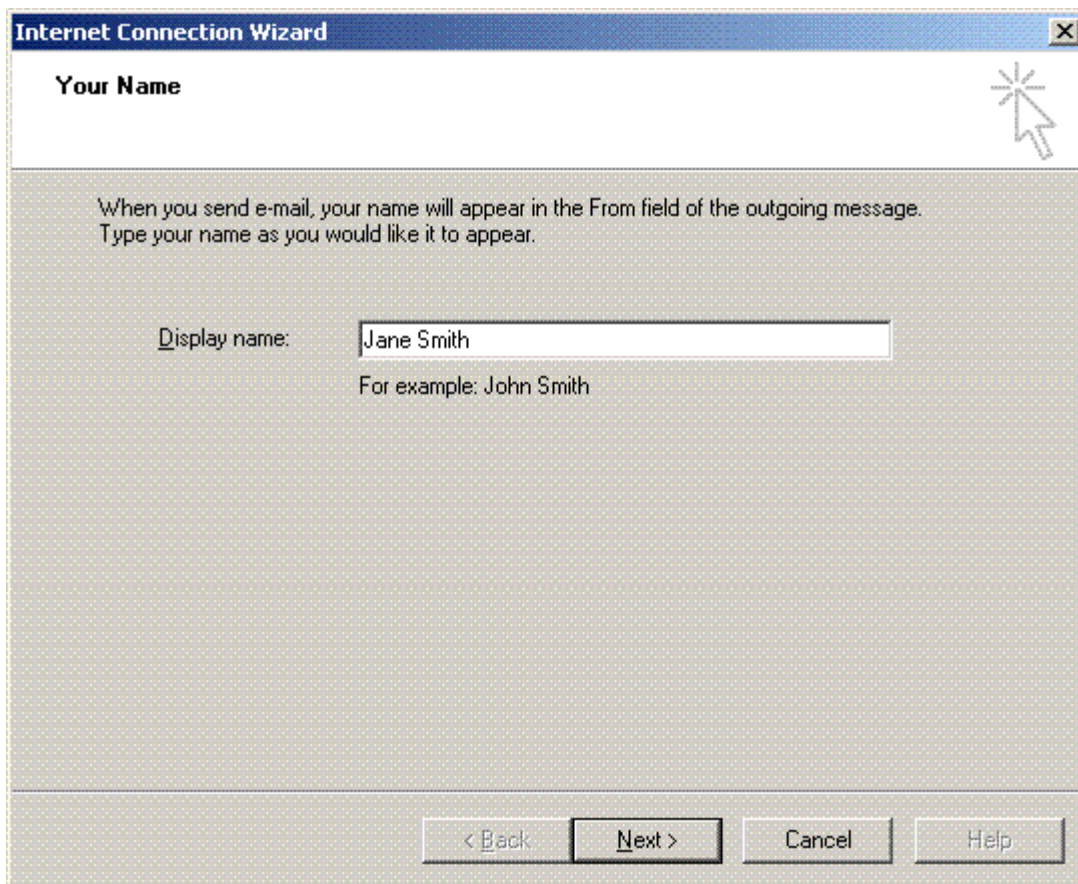 Internet Connection Wizard
Your Name
When you send e-mail, your name will appear in the From field of the outgoing message.
Type your name as you would like it to appear.
Display name: Jane Smith
For example: John Smith
< Back Next > Cancel Help